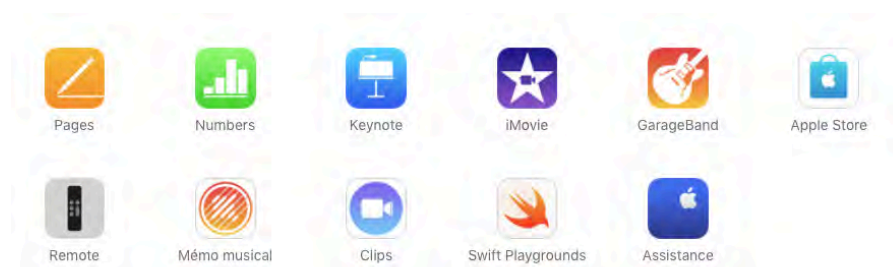 Pages Numbers Keynote iMovie GarageBand Apple Store
Remote Mémo musical Clips Swift Playgrounds Assistance